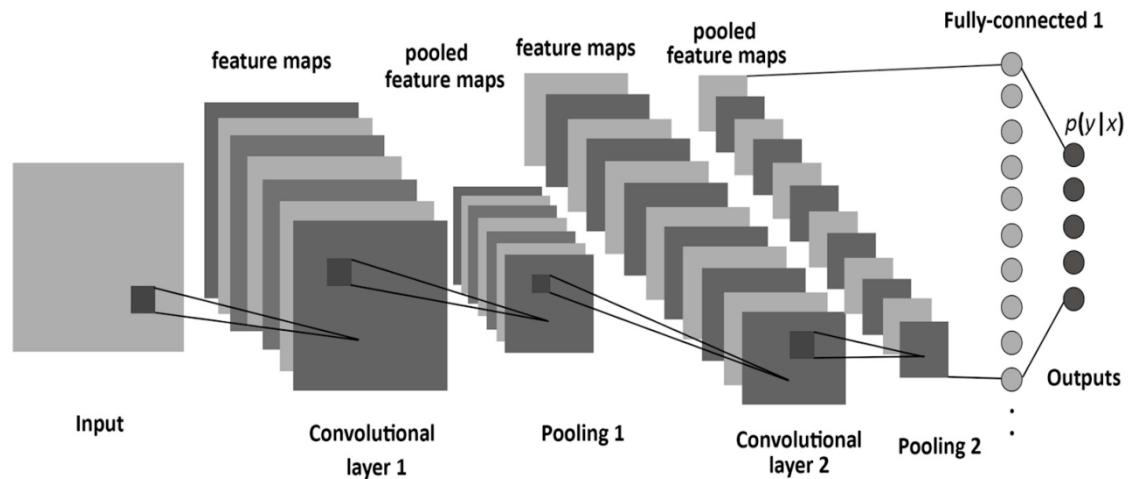 Fully-connected 1
feature maps
pooled
feature maps
feature maps
pooled
feature maps
p(y|x)
Input
Convolutional
layer 1
Pooling 1
Convolutional
layer 2
Pooling 2
Outputs